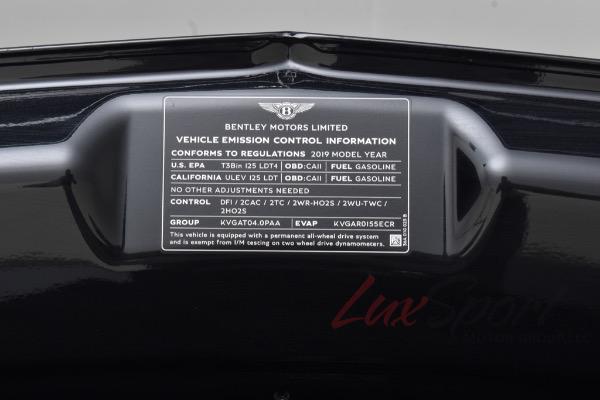 B
BENTLEY MOTORS LIMITED
VEHICLE EMISSION CONTROL INFORMATION
CONFORMS TO REGULATIONS 2019 MODEL YEAR
U.S. EPA T3Bin 125 LDT4 OBD:CAII FUEL GASOLINE
CALIFORNIA ULEV 125 LDT OBD:CAII FUEL GASOLINE
NO OTHER ADJUSTMENTS NEEDED
CONTROL DFI / 2CAC / 2TC / 2WR-HO2S / 2WU-TWC /
2HO2S
GROUP KVGAT04.0PAA EVAP KVGAR0155ECR
This vehicle is equipped with a permanent all-wheel drive system
and is exempt from I/M testing on two wheel drive dynamometers.
LuxSport
MOTOR GROUP, LLC